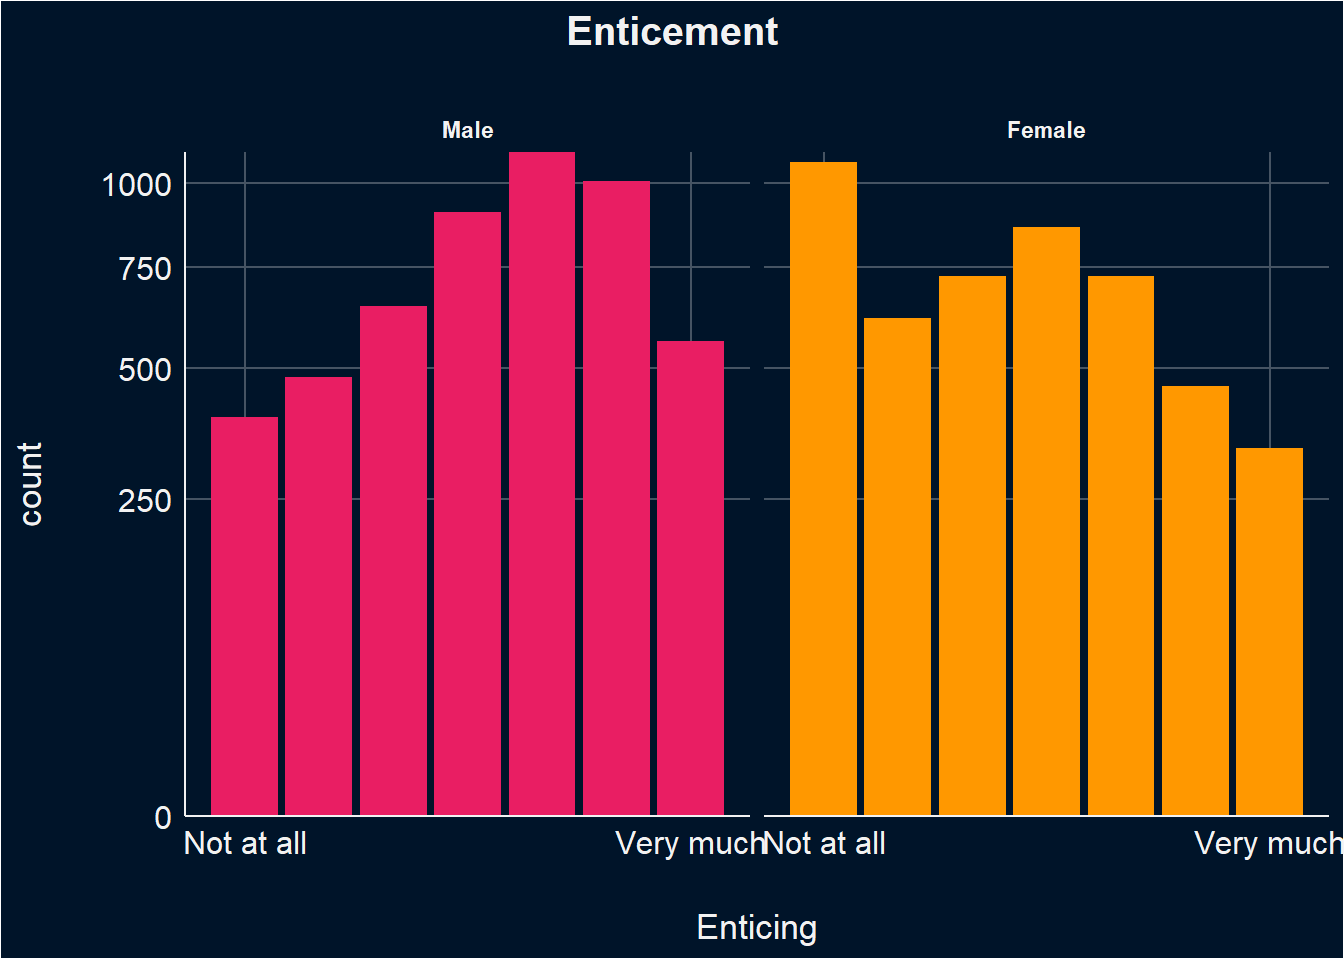 Enticement
Male Female
1000
750
500
250
0
count
Not at all Very much Not at all Very much
Enticing